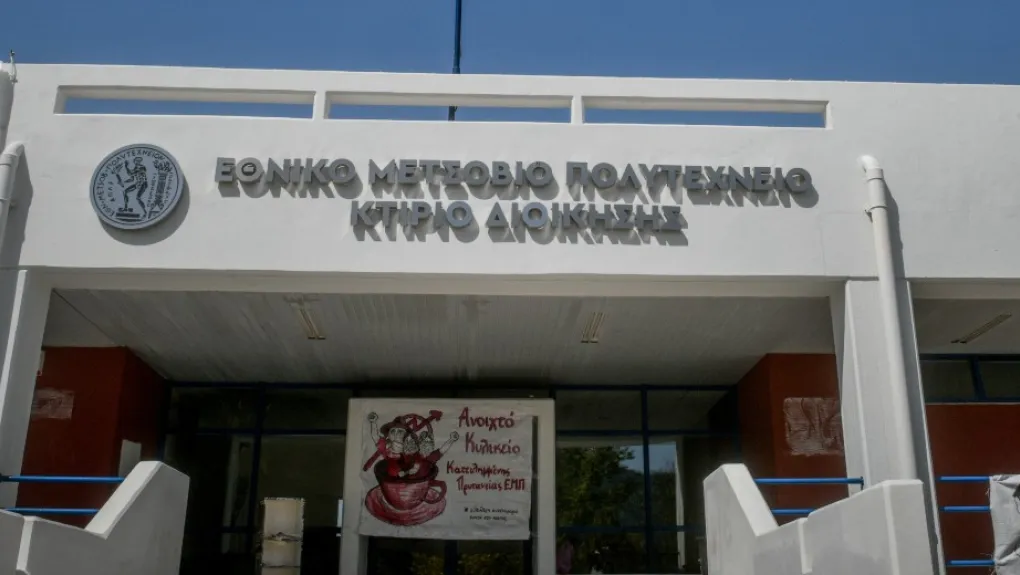 ΕΘΝΙΚΟ ΜΕΤΣΟΒΙΟ ΠΟΛΥΤΕΧΝΕΙΟ
ΚΤΙΡΙΟ ΔΙΟΙΚΗΣΗΣ
Ανοιχτό
Κυλικείο
Κατειλημμένης
Πρυτανείας ΕΜΠ